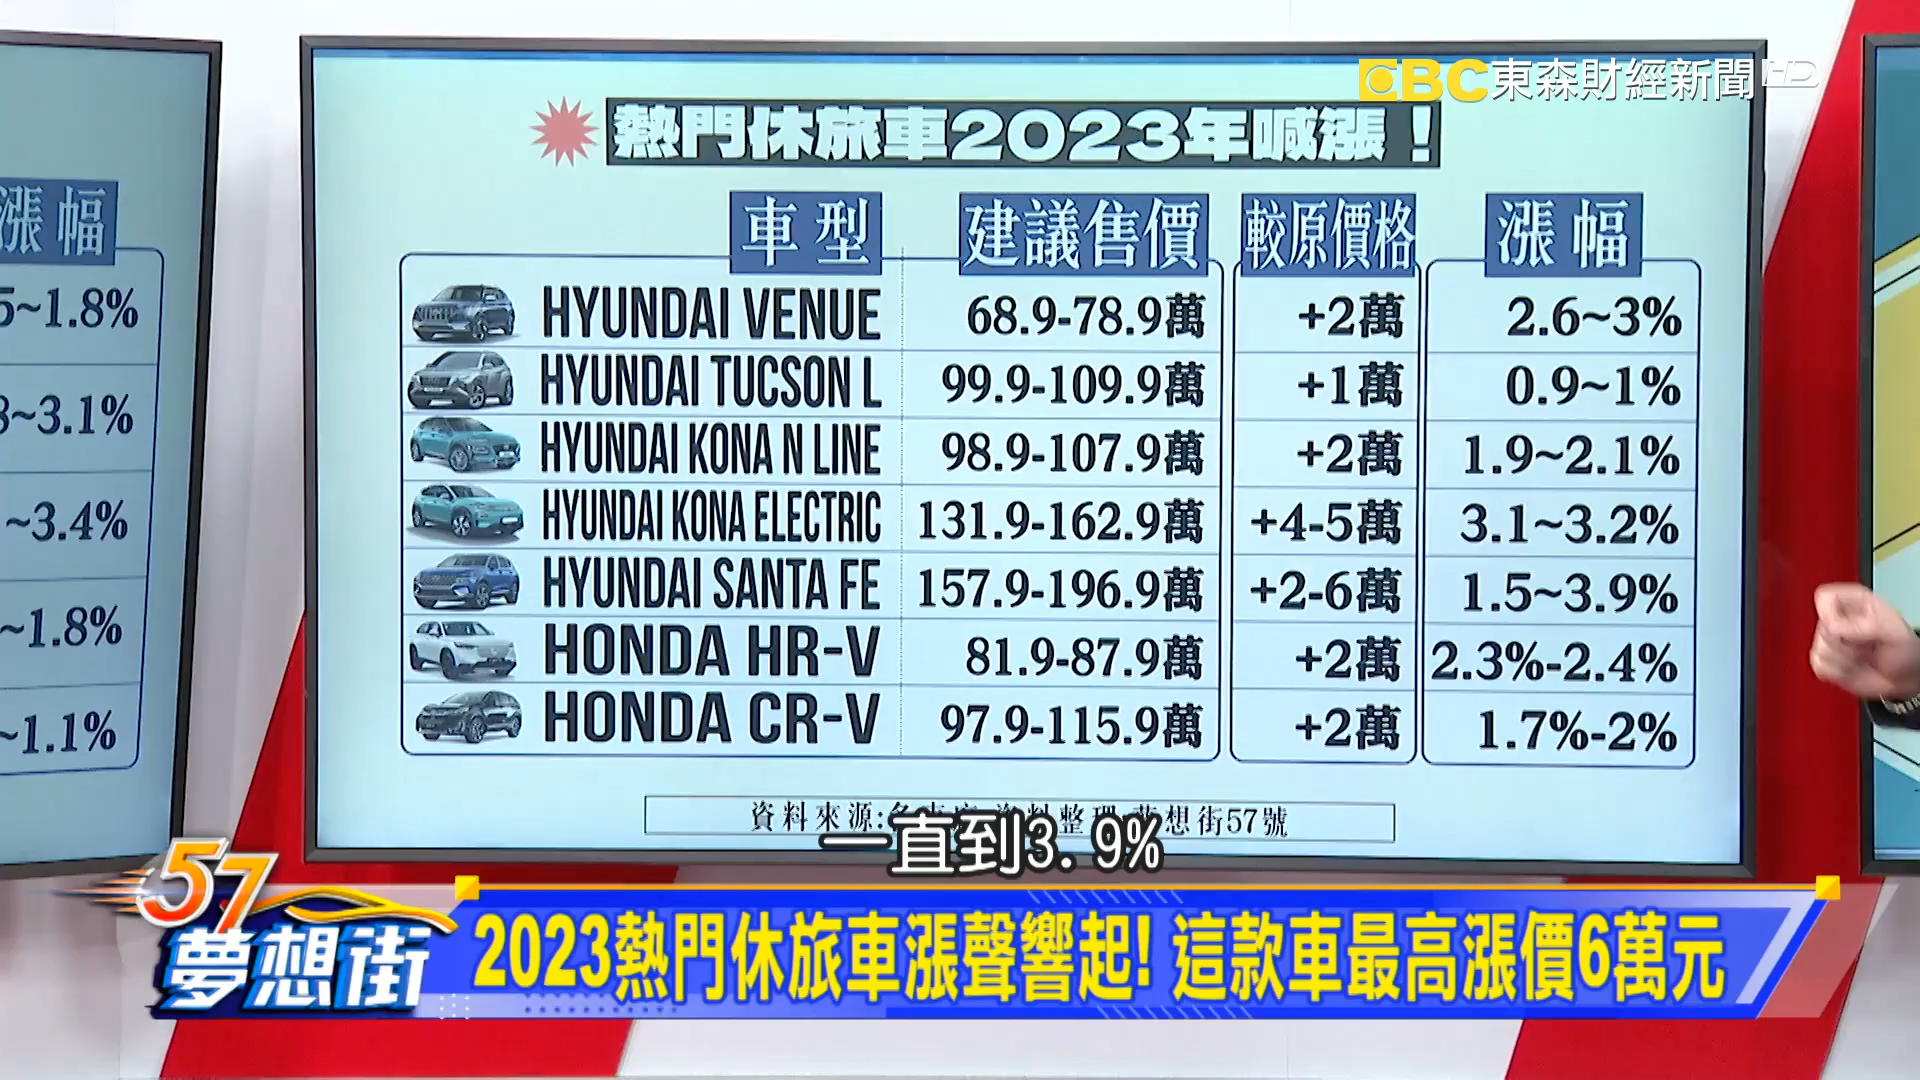 EBC東森財經新聞HD
熱門休旅車2023年喊漲！
漲幅
車型 建議售價 較原價格 漲幅
HYUNDAI VENUE 68.9-78.9萬 +2萬 2.6~3%
HYUNDAI TUCSON L 99.9-109.9萬 +1萬 0.9~1%
HYUNDAI KONA N LINE 98.9-107.9萬 +2萬 1.9~2.1%
HYUNDAI KONA ELECTRIC 131.9-162.9萬 +4-5萬 3.1~3.2%
HYUNDAI SANTA FE 157.9-196.9萬 +2-6萬 1.5~3.9%
HONDA HR-V 81.9-87.9萬 +2萬 2.3%-2.4%
HONDA CR-V 97.9-115.9萬 +2萬 1.7%-2%
~1.8%
~3.1%
~3.4%
~1.8%
~1.1%
資料來源:
想街57號
一直到3.9%
57夢想街
2023熱門休旅車漲聲響起! 這款車最高漲價6萬元